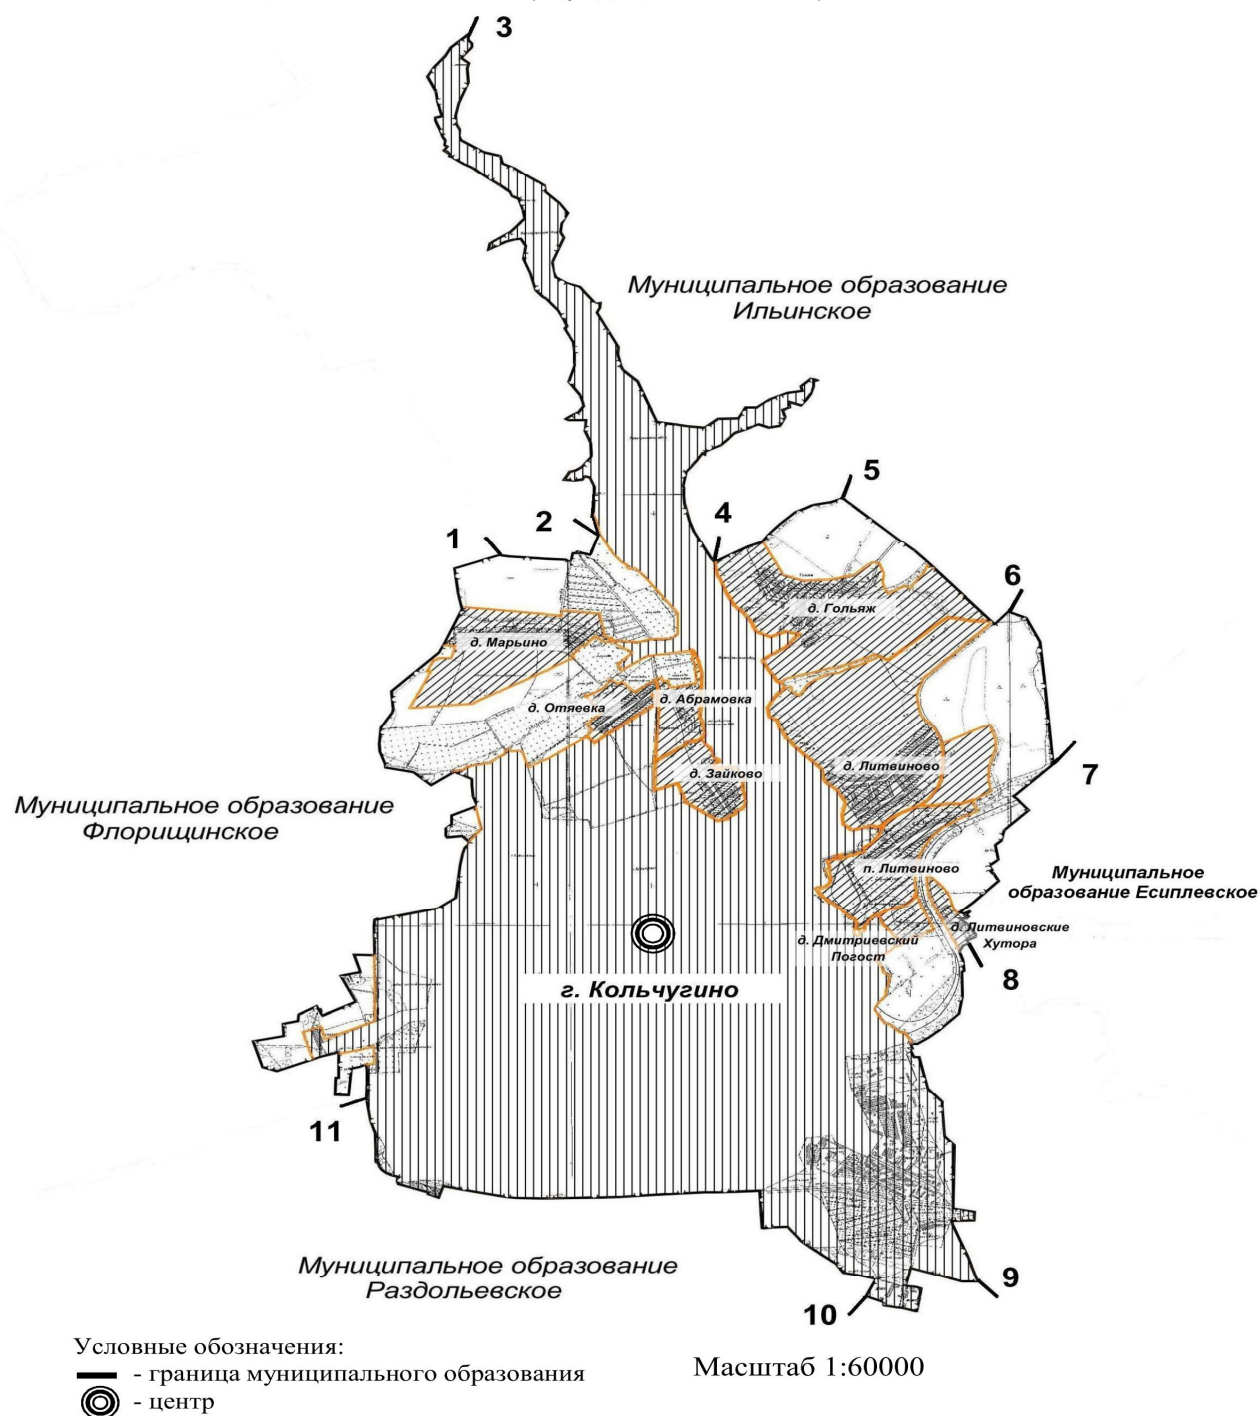 3
Муниципальное образование
Ильинское
5
4
2
1
6
д. Гольяж
д. Марьино
д. Абрамовка
д. Отяевка
д. Литвиново
д. Зайково
7
Муниципальное образование
Флорищинское
п. Литвиново
Муниципальное
образование Есиплевское
д. Литвиновские
Хутора
д. Дмитриевский
Погост
8
г. Кольчугино
11
Муниципальное образование
Раздольевское
9
10
Условные обозначения:
- граница муниципального образования
- центр
Масштаб 1:60000